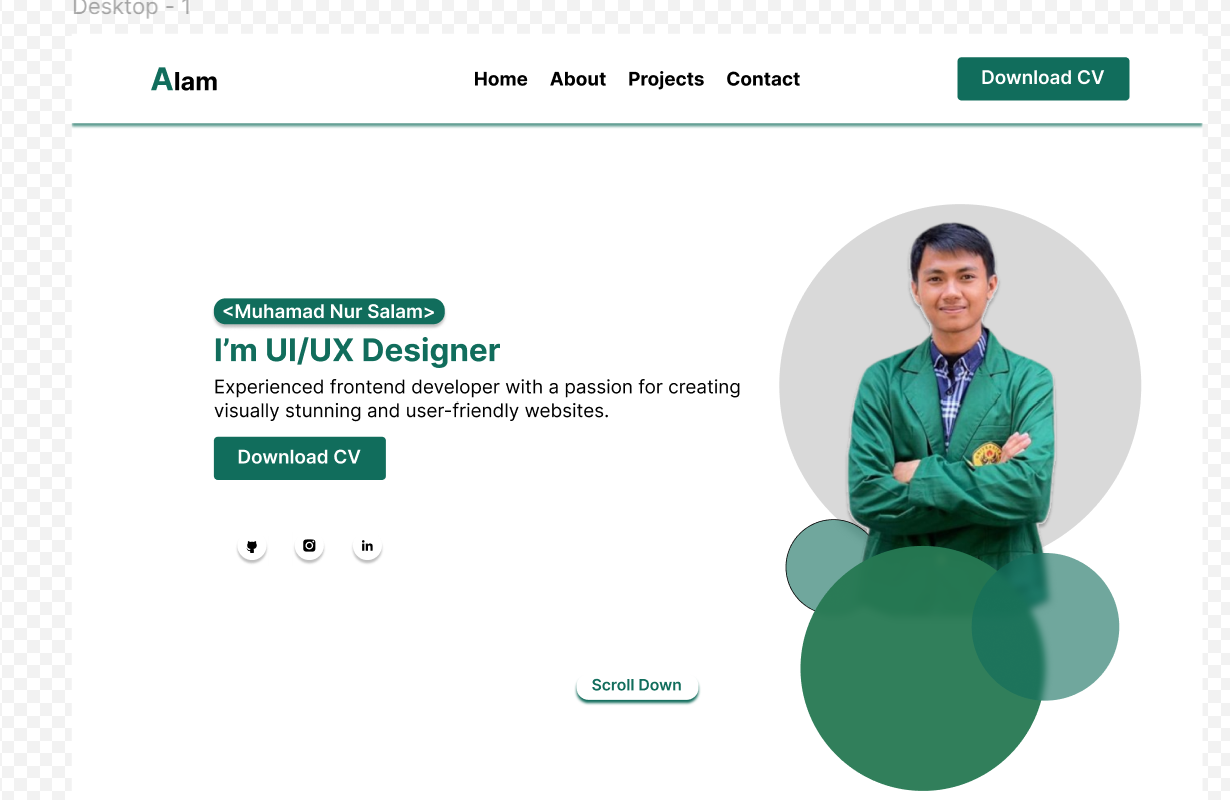 Desktop - 1
Alam
Home About Projects Contact
Download CV
<Muhamad Nur Salam>
I’m UI/UX Designer
Experienced frontend developer with a passion for creating
visually stunning and user-friendly websites.
Download CV
in
Scroll Down